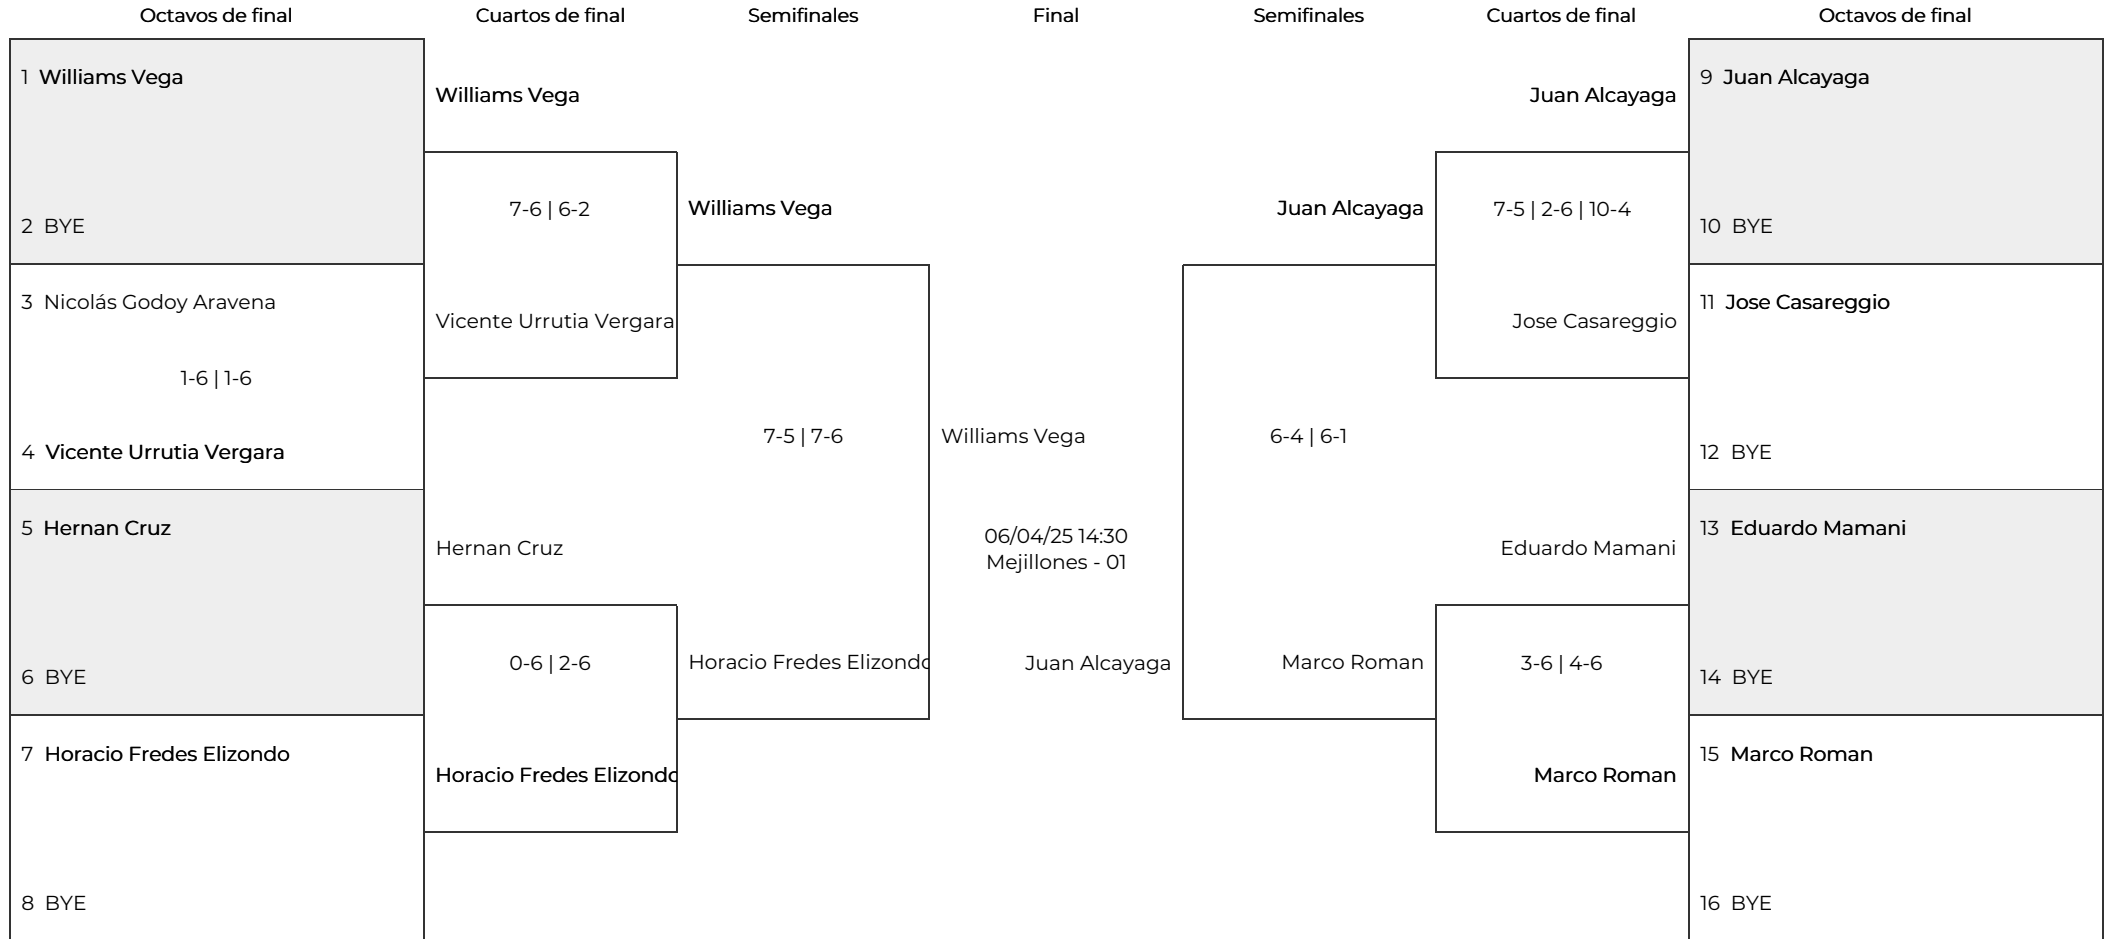 Octavos de final
Cuartos de final
Semifinales
Final
Semifinales
Cuartos de final
Octavos de final
1 Williams Vega
2 BYE
3 Nicolás Godoy Aravena
1-6 | 1-6
4 Vicente Urrutia Vergara
5 Hernan Cruz
6 BYE
7 Horacio Fredes Elizondo
8 BYE
Williams Vega
7-6 | 6-2
Vicente Urrutia Vergara
Hernan Cruz
0-6 | 2-6
Horacio Fredes Elizondo
Williams Vega
7-5 | 7-6
Horacio Fredes Elizondo
Williams Vega
06/04/25 14:30
Mejillones - 01
Juan Alcayaga
Juan Alcayaga
6-4 | 6-1
Marco Roman
Juan Alcayaga
7-5 | 2-6 | 10-4
Jose Casareggio
Eduardo Mamani
3-6 | 4-6
Marco Roman
9 Juan Alcayaga
10 BYE
11 Jose Casareggio
12 BYE
13 Eduardo Mamani
14 BYE
15 Marco Roman
16 BYE